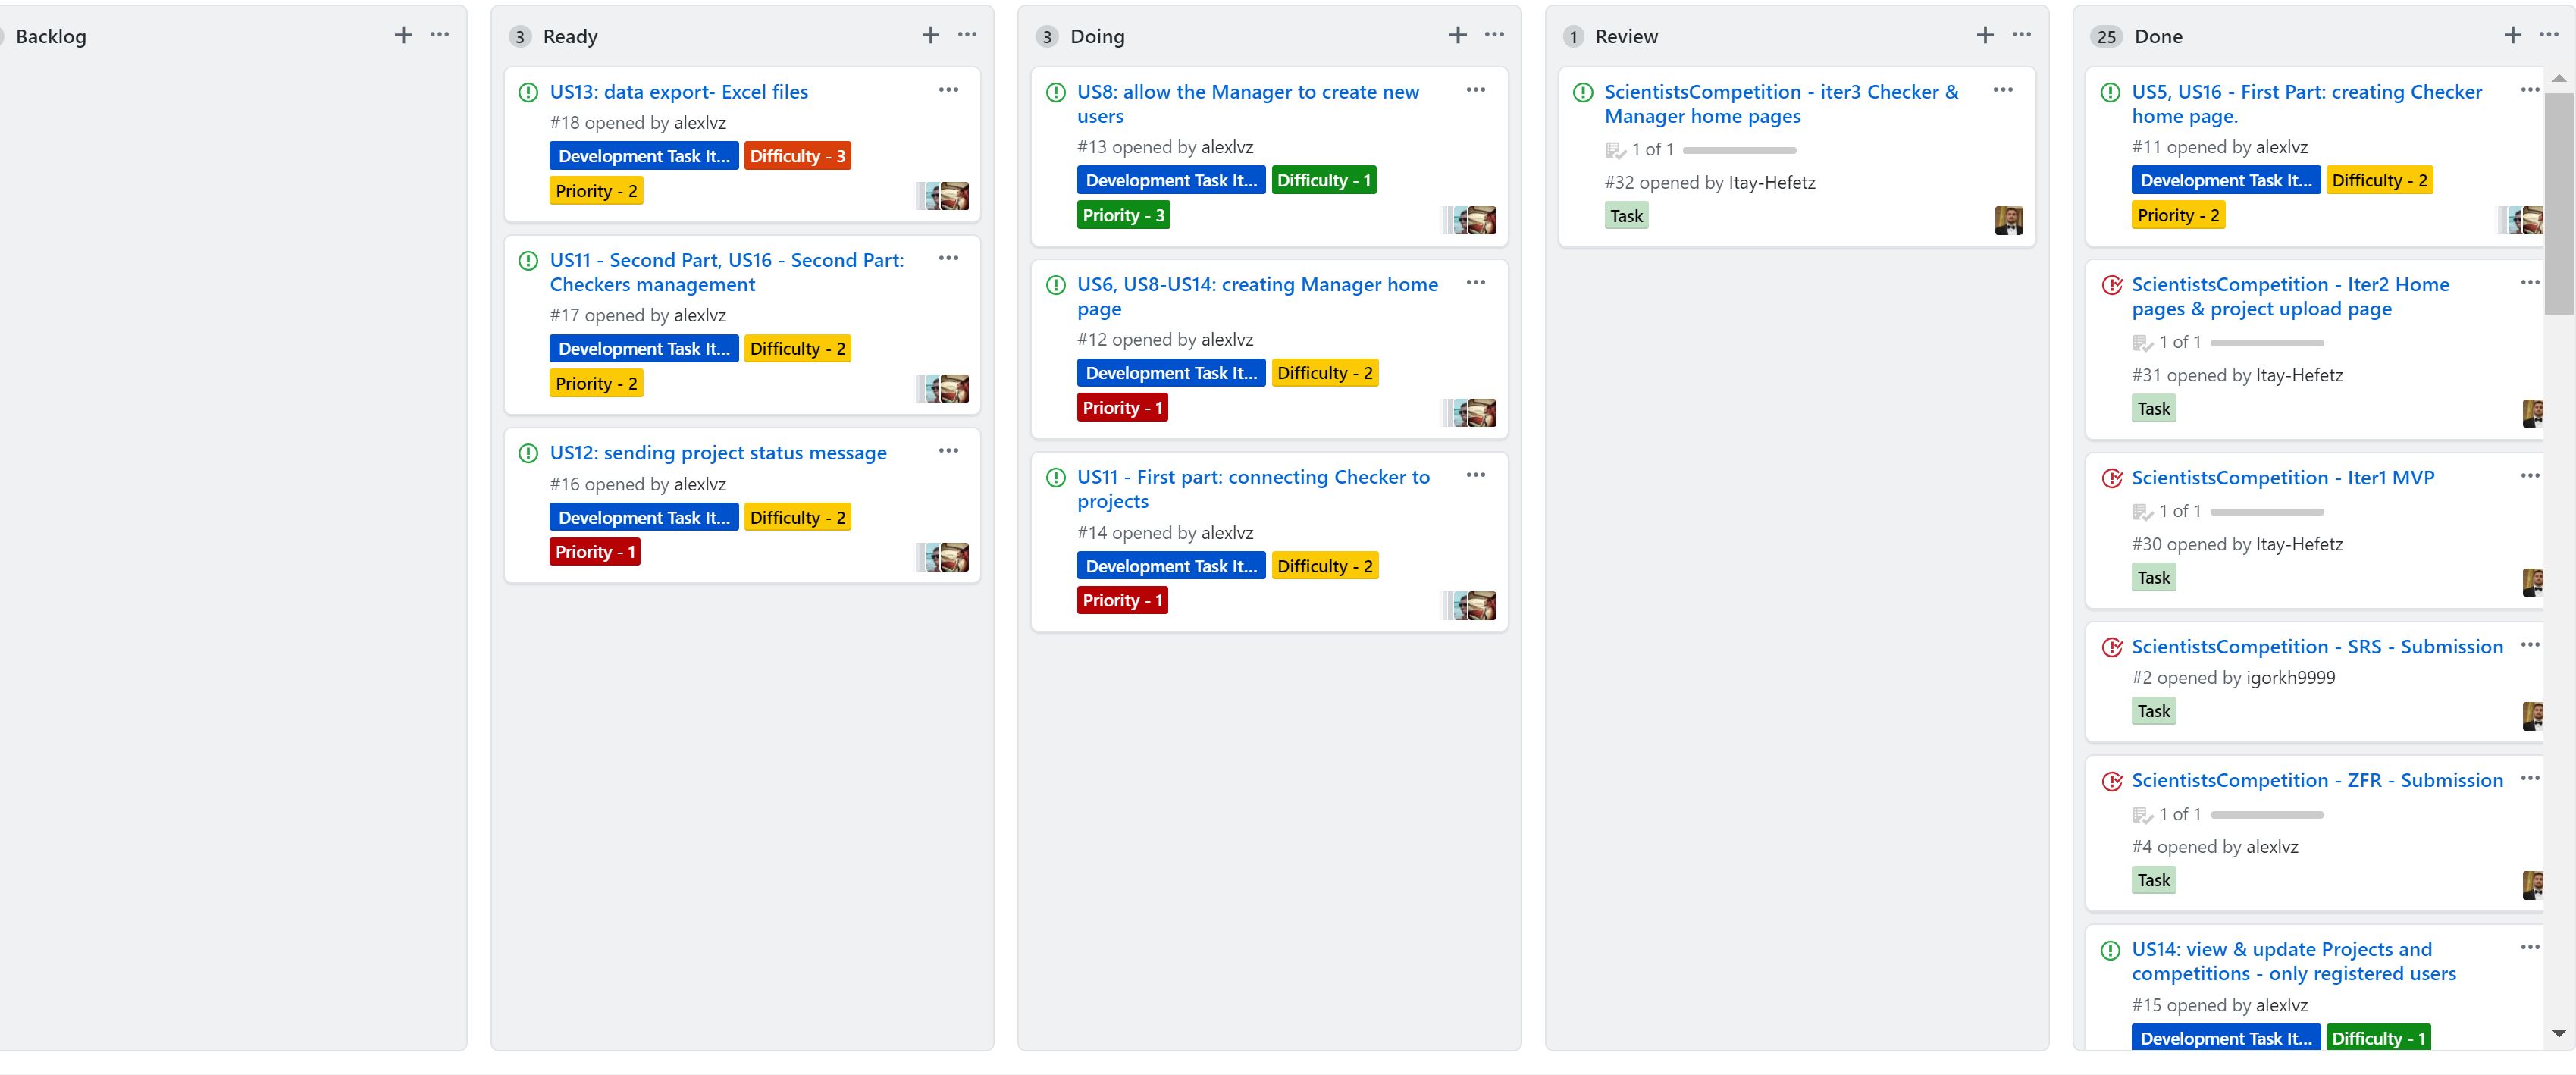 Backlog
3 Ready
US13: data export- Excel files
#18 opened by alexlvz
Development Task It... Difficulty - 3
Priority - 2
US11 - Second Part, US16 - Second Part:
Checkers management
#17 opened by alexlvz
Development Task It... Difficulty - 2
Priority - 2
US12: sending project status message
#16 opened by alexlvz
Development Task It... Difficulty - 2
Priority - 1
3 Doing
US8: allow the Manager to create new
users
#13 opened by alexlvz
Development Task It... Difficulty - 1
Priority - 3
US6, US8-US14: creating Manager home
page
#12 opened by alexlvz
Development Task It... Difficulty - 2
Priority - 1
US11 - First part: connecting Checker to
projects
#14 opened by alexlvz
Development Task It... Difficulty - 2
Priority - 1
1 Review
ScientistsCompetition - iter3 Checker &
Manager home pages
1 of 1
#32 opened by Itay-Hefetz
Task
25 Done
US5, US16 - First Part: creating Checker
home page.
#11 opened by alexlvz
Development Task It... Difficulty - 2
Priority - 2
ScientistsCompetition - Iter2 Home
pages & project upload page
1 of 1
#31 opened by Itay-Hefetz
Task
ScientistsCompetition - Iter1 MVP
1 of 1
#30 opened by Itay-Hefetz
Task
ScientistsCompetition - SRS - Submission
#2 opened by igorkh9999
Task
ScientistsCompetition - ZFR - Submission
1 of 1
#4 opened by alexlvz
Task
US14: view & update Projects and
competitions - only registered users
#15 opened by alexlvz
Development Task It... Difficulty - 1